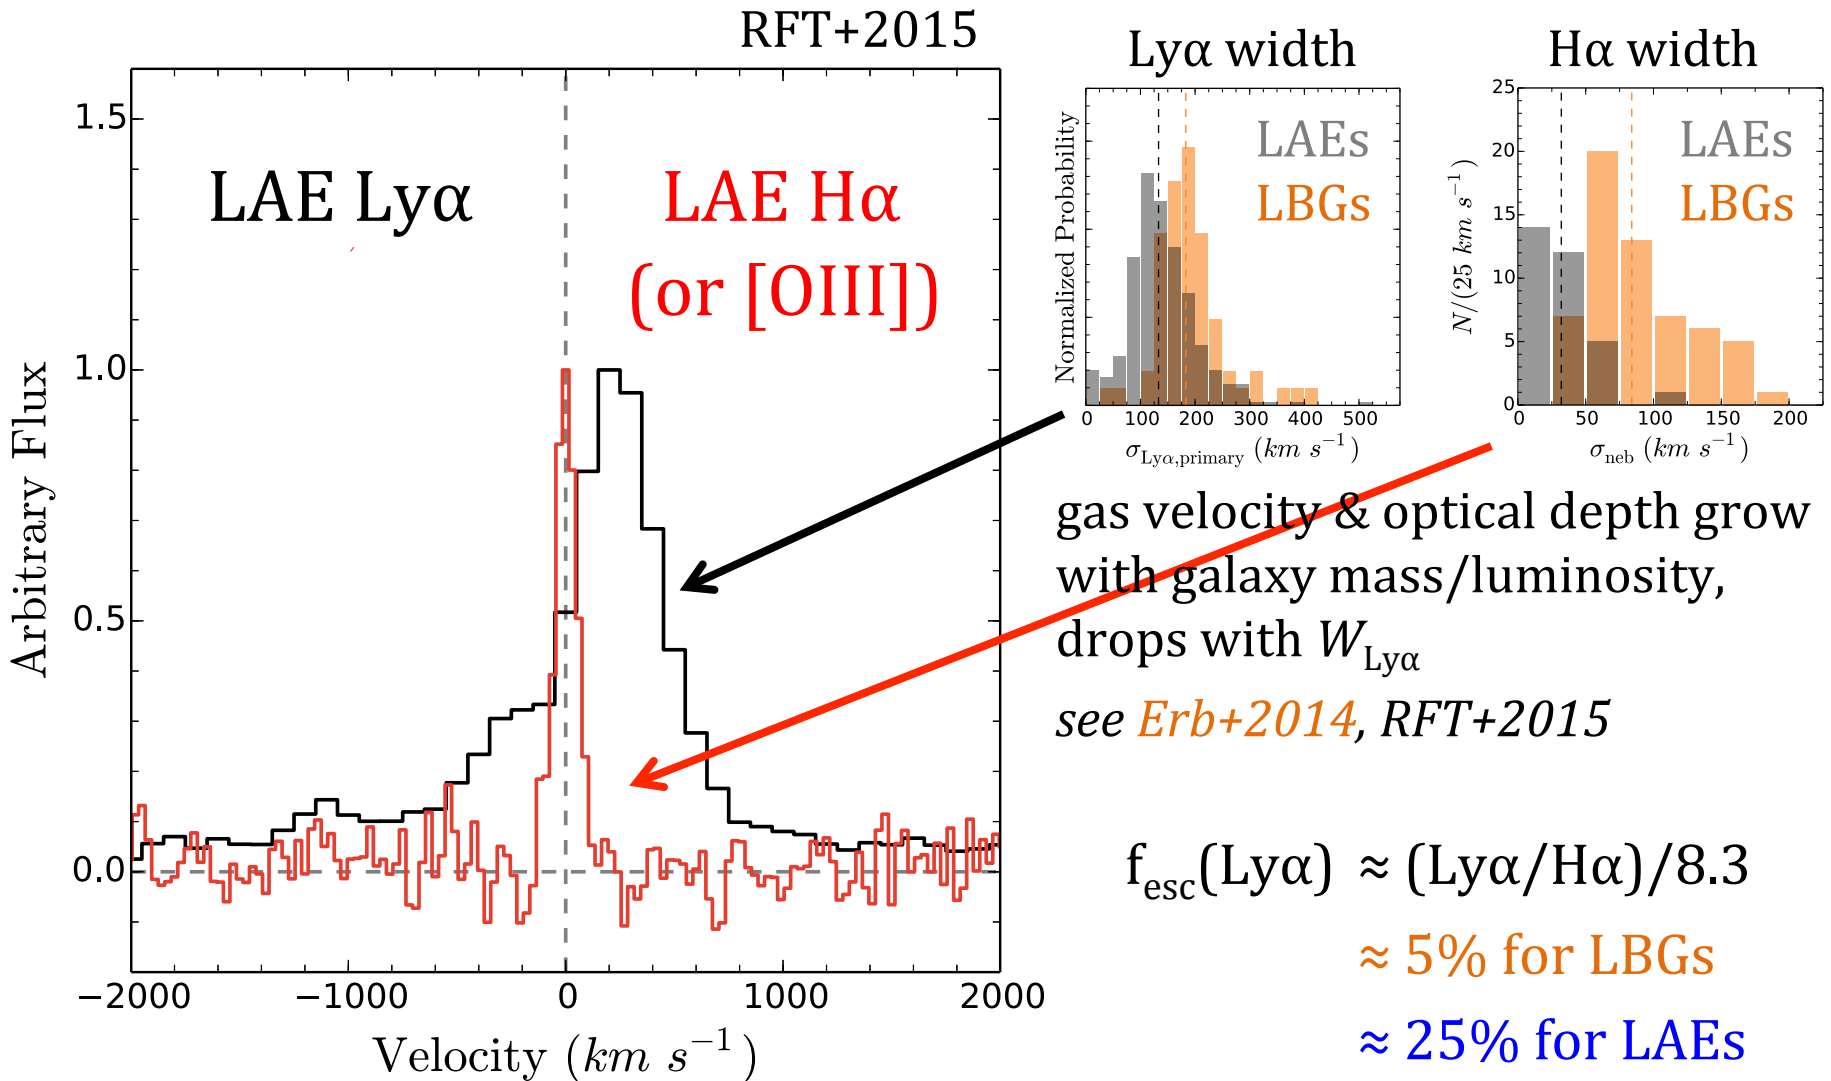 RFT+2015
LAE Lyα
LAE Hα
(or [OIII])
Arbitrary Flux
1.5
1.0
0.5
0.0
−2000
−1000
0
1000
2000
Velocity (km s⁻¹)
Lyα width
Normalized Probability
LAEs
LBGs
0 100 200 300 400 500
σLyα,primary (km s⁻¹)
Hα width
N/(25 km s⁻¹)
25
20
15
10
5
0
LAEs
LBGs
0 50 100 150 200
σneb (km s⁻¹)
gas velocity & optical depth grow
with galaxy mass/luminosity,
drops with WLyα
see Erb+2014, RFT+2015
fesc(Lyα) ≈ (Lyα/Hα)/8.3
≈ 5% for LBGs
≈ 25% for LAEs